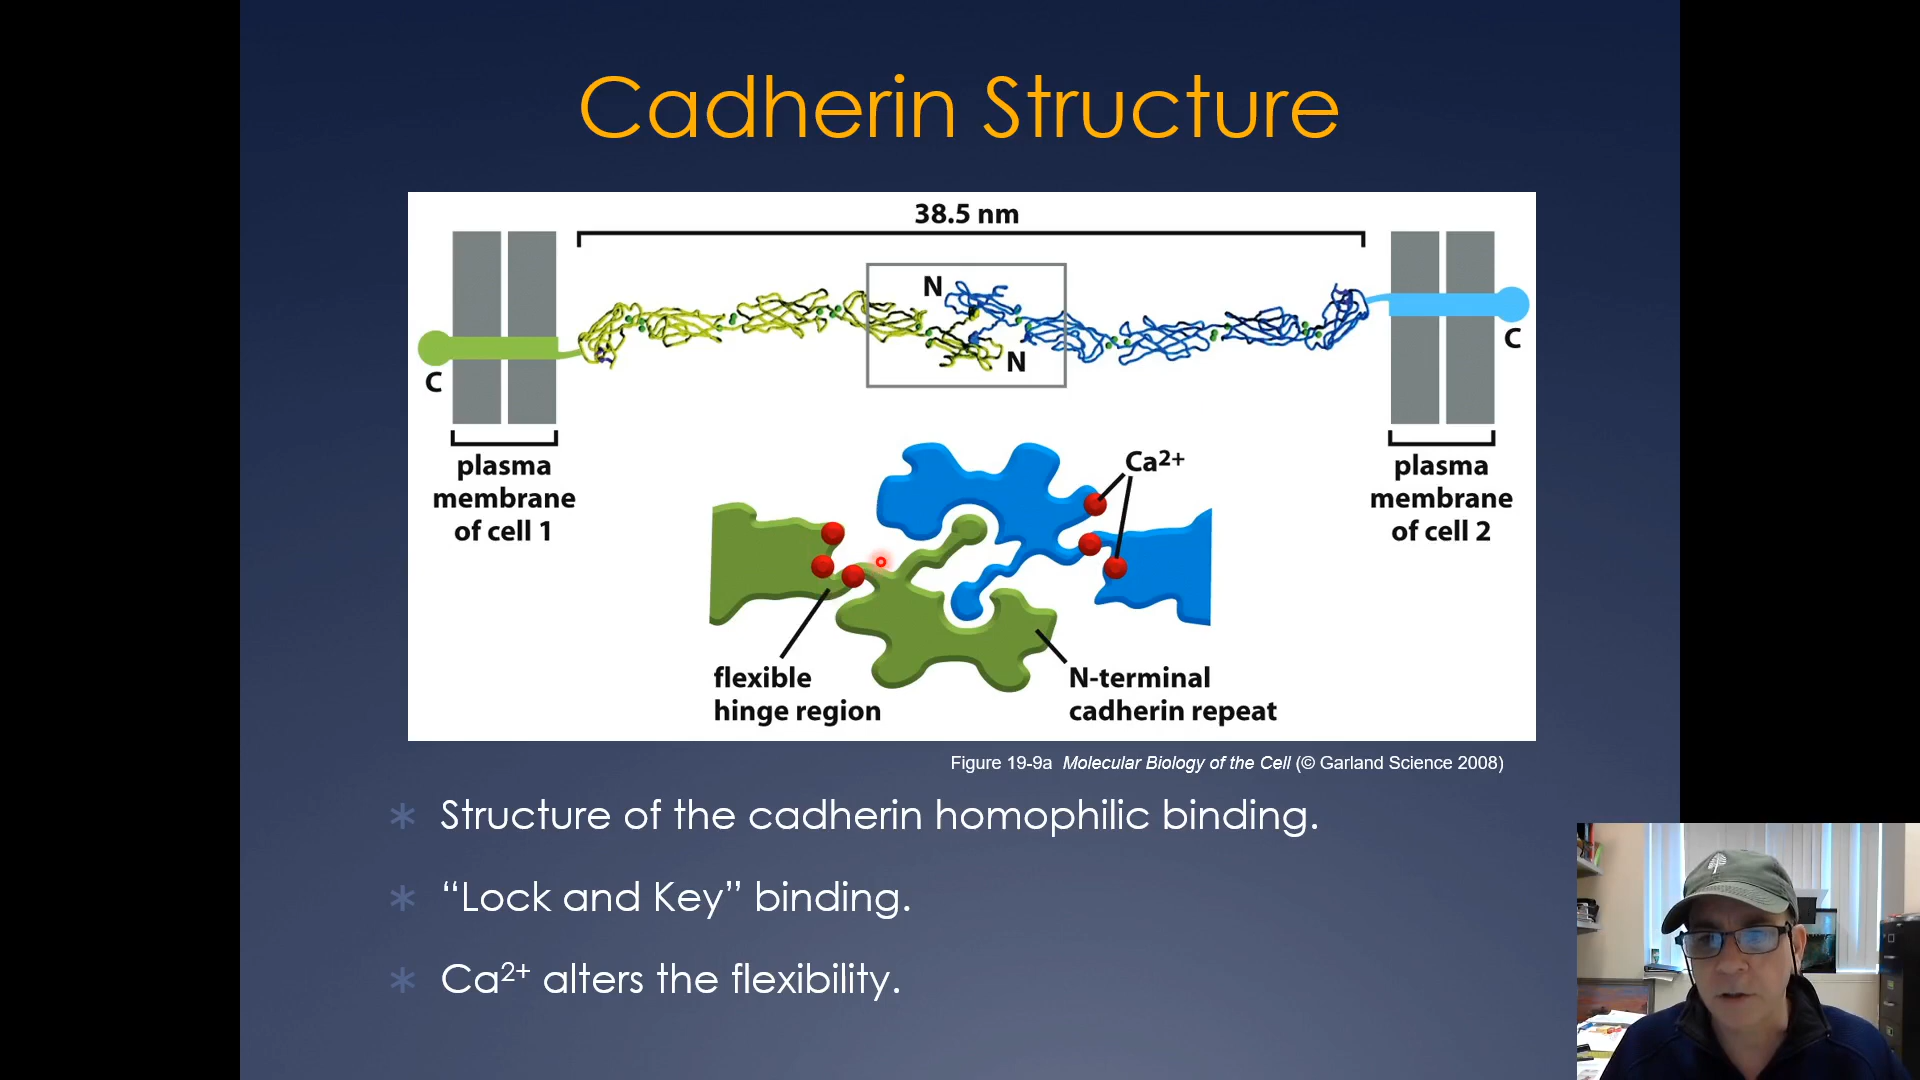 Cadherin Structure
38.5 nm
N
N
C
C
plasma
membrane
of cell 1
plasma
membrane
of cell 2
Ca2+
flexible
hinge region
N-terminal
cadherin repeat
Figure 19-9a Molecular Biology of the Cell (© Garland Science 2008)
Structure of the cadherin homophilic binding.
“Lock and Key” binding.
Ca2+ alters the flexibility.